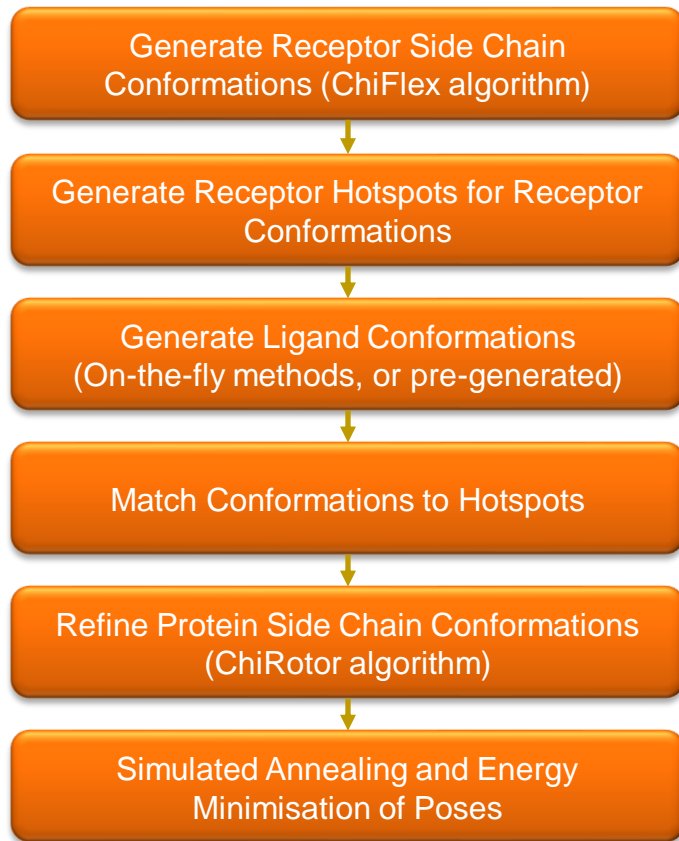 Generate Receptor Side Chain
Conformations (ChiFlex algorithm)
Generate Receptor Hotspots for Receptor
Conformations
Generate Ligand Conformations
(On-the-fly methods, or pre-generated)
Match Conformations to Hotspots
Refine Protein Side Chain Conformations
(ChiRotor algorithm)
Simulated Annealing and Energy
Minimisation of Poses